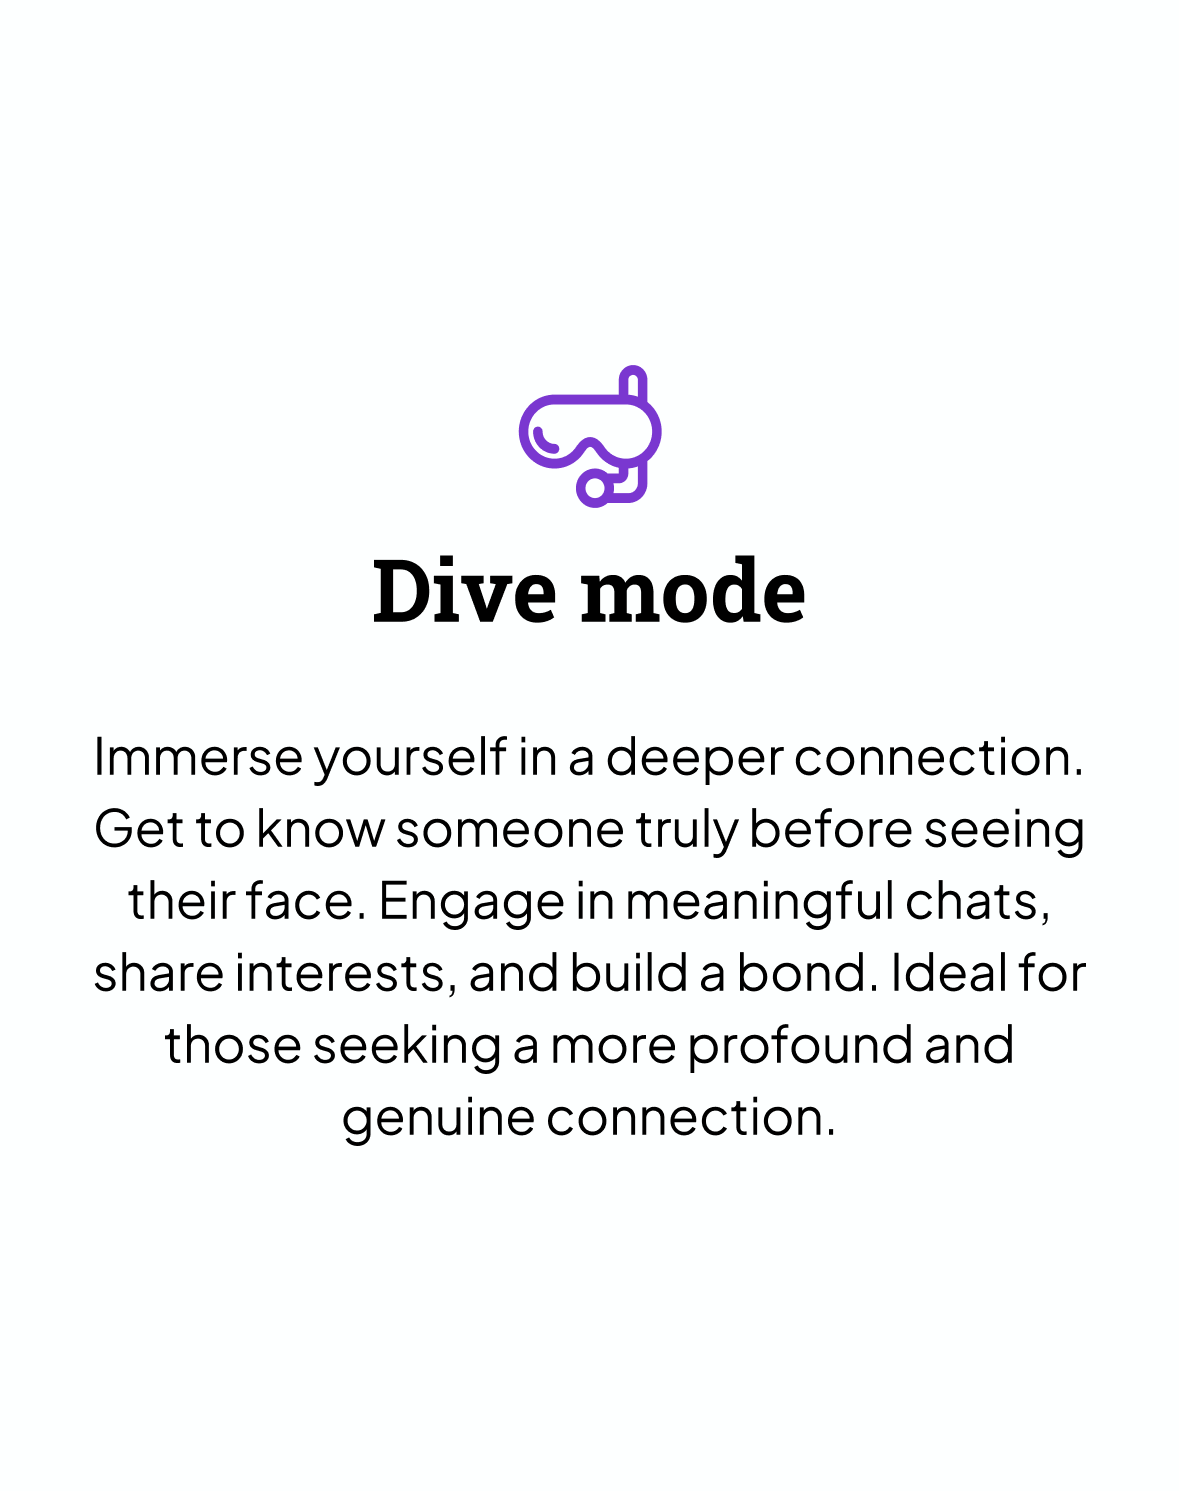 Dive mode
Immerse yourself in a deeper connection.
Get to know someone truly before seeing
their face. Engage in meaningful chats,
share interests, and build a bond. Ideal for
those seeking a more profound and
genuine connection.